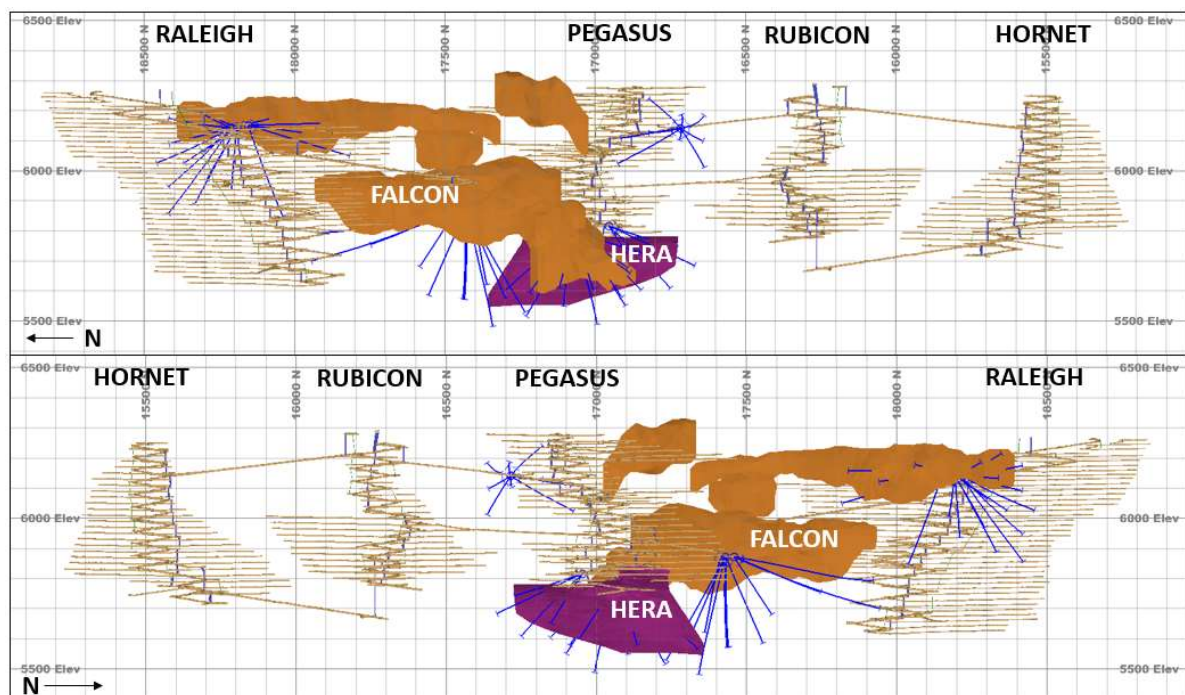 6500 Elev
RALEIGH
PEGASUS
RUBICON
HORNET
6500 Elev
18500 N
18000 N
17500 N
17000 N
16500 N
16000 N
15500 N
6000 Elev
FALCON
HERA
5500 Elev
5500 Elev
N
6500 Elev
HORNET
RUBICON
PEGASUS
RALEIGH
6500 Elev
15500 N
16000 N
16500 N
17000 N
17500 N
18000 N
18500 N
6000 Elev
FALCON
6000 Elev
HERA
5500 Elev
5500 Elev
N